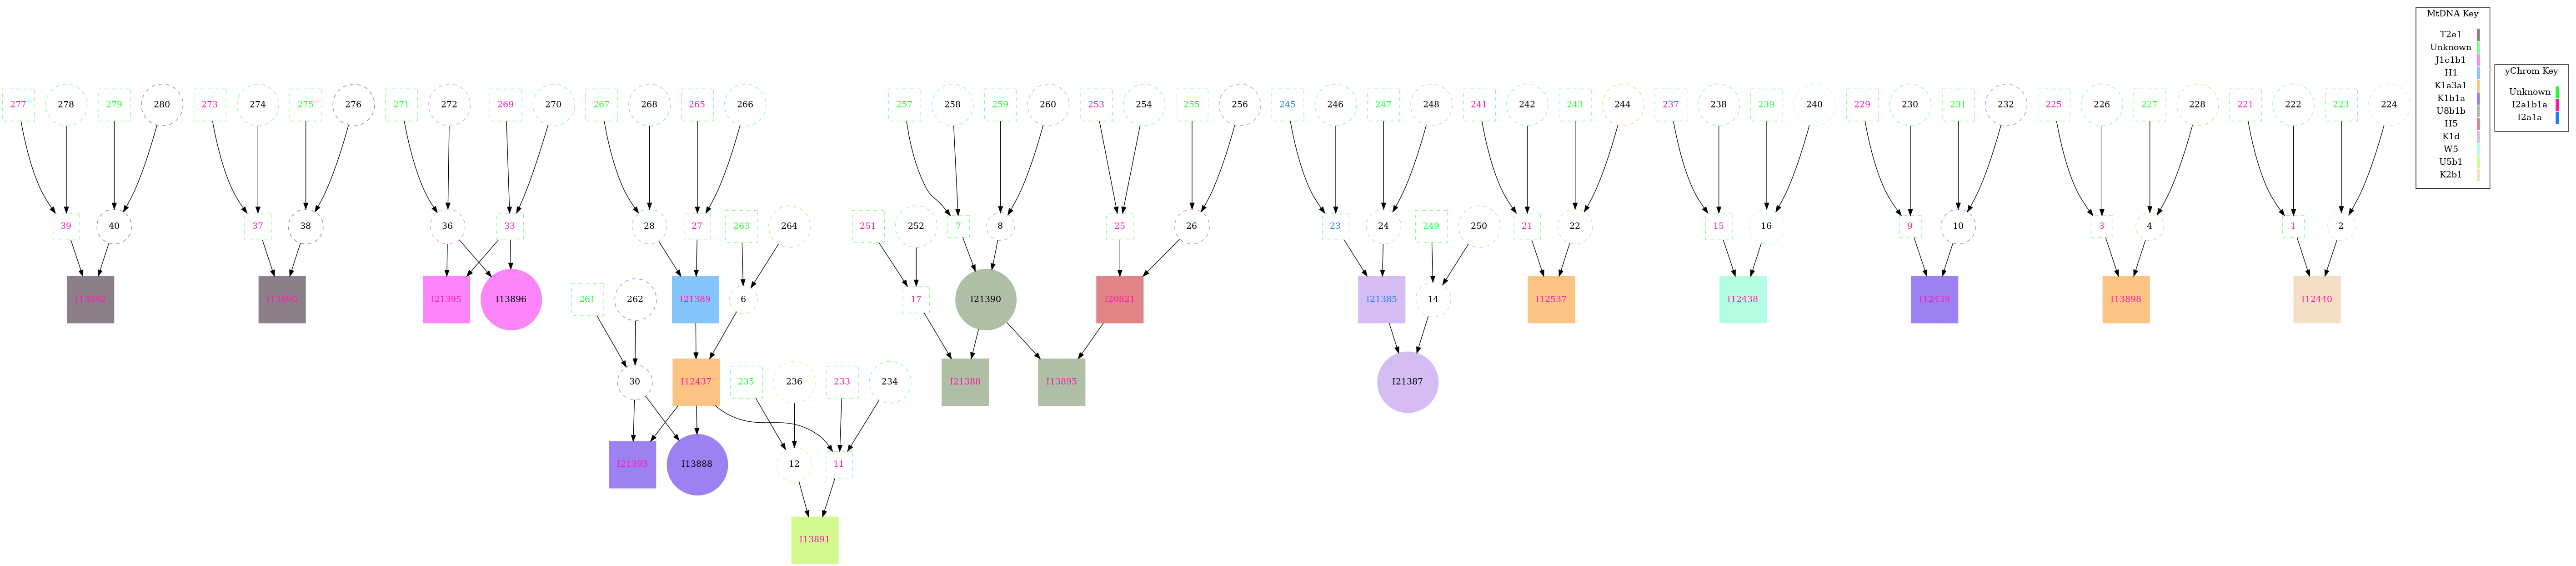 MtDNA Key
T2e1
Unknown
J1c1b1
H1
K1a3a1
K1b1a
U8b1b
H5
K1d
W5
U5b1
K2b1
yChrom Key
Unknown
I2a1b1a
I2a1a
277 278 279 280 273 274 275 276 271 272 269 270 267 268 265 266 257 258 259 260 253 254 255 256 245 246 247 248 241 242 243 244 237 238 239 240 229 230 231 232 225 226 227 228 221 222 223 224
39 40 37 38 36 33 28 27 263 264 251 252 7 8 25 26 23 24 249 250 21 22 15 16 9 10 3 4 1 2
I13892 I13890 I21395 I13896 261 262 I21389 6 17 I21390 I20821 I21385 14 I12537 I12438 I12439 I13898 I12440
30 I12437 235 236 233 234 I21388 I13895 I21387
I21393 I13888 12 11
I13891